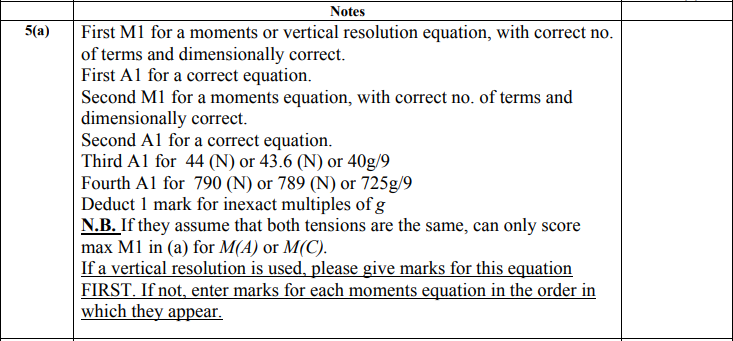 Notes
5(a) First M1 for a moments or vertical resolution equation, with correct no.
of terms and dimensionally correct.
First A1 for a correct equation.
Second M1 for a moments equation, with correct no. of terms and
dimensionally correct.
Second A1 for a correct equation.
Third A1 for 44 (N) or 43.6 (N) or 40g/9
Fourth A1 for 790 (N) or 789 (N) or 725g/9
Deduct 1 mark for inexact multiples of g
N.B. If they assume that both tensions are the same, can only score
max M1 in (a) for M(A) or M(C).
If a vertical resolution is used, please give marks for this equation
FIRST. If not, enter marks for each moments equation in the order in
which they appear.